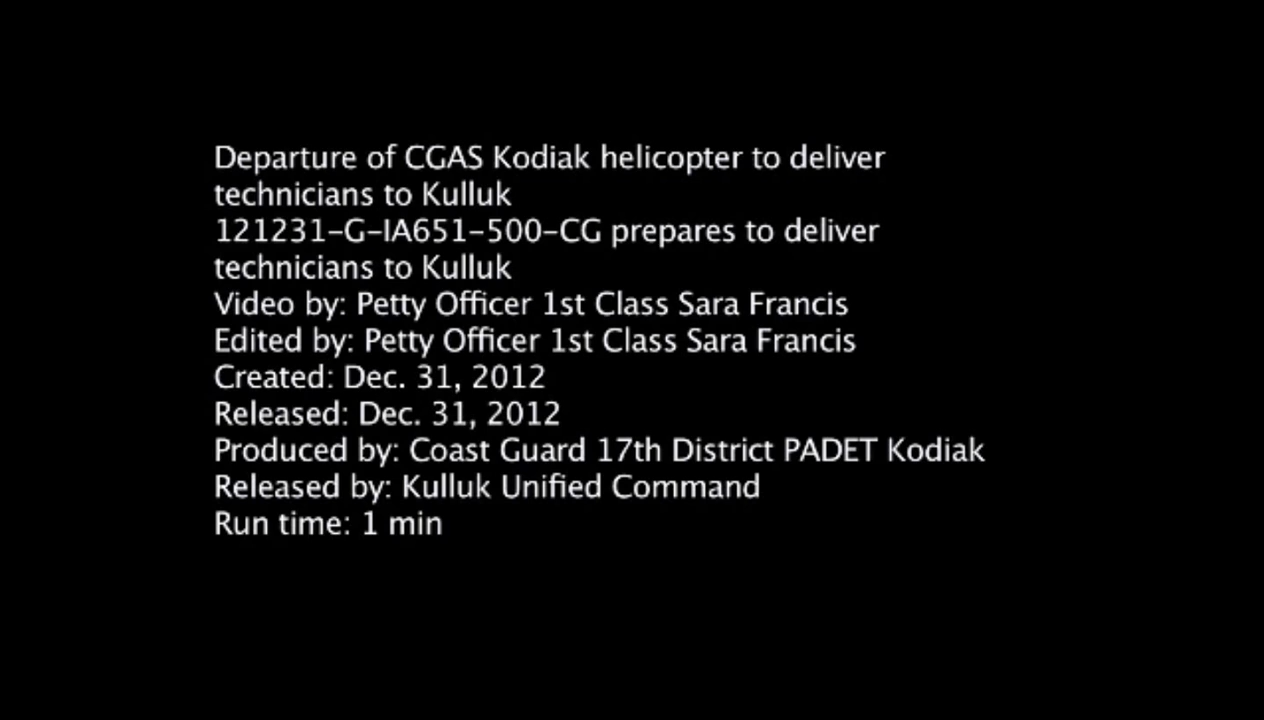 Departure of CGAS Kodiak helicopter to deliver
technicians to Kulluk
121231-G-IA651-500-CG prepares to deliver
technicians to Kulluk
Video by: Petty Officer 1st Class Sara Francis
Edited by: Petty Officer 1st Class Sara Francis
Created: Dec. 31, 2012
Released: Dec. 31, 2012
Produced by: Coast Guard 17th District PADET Kodiak
Released by: Kulluk Unified Command
Run time: 1 min